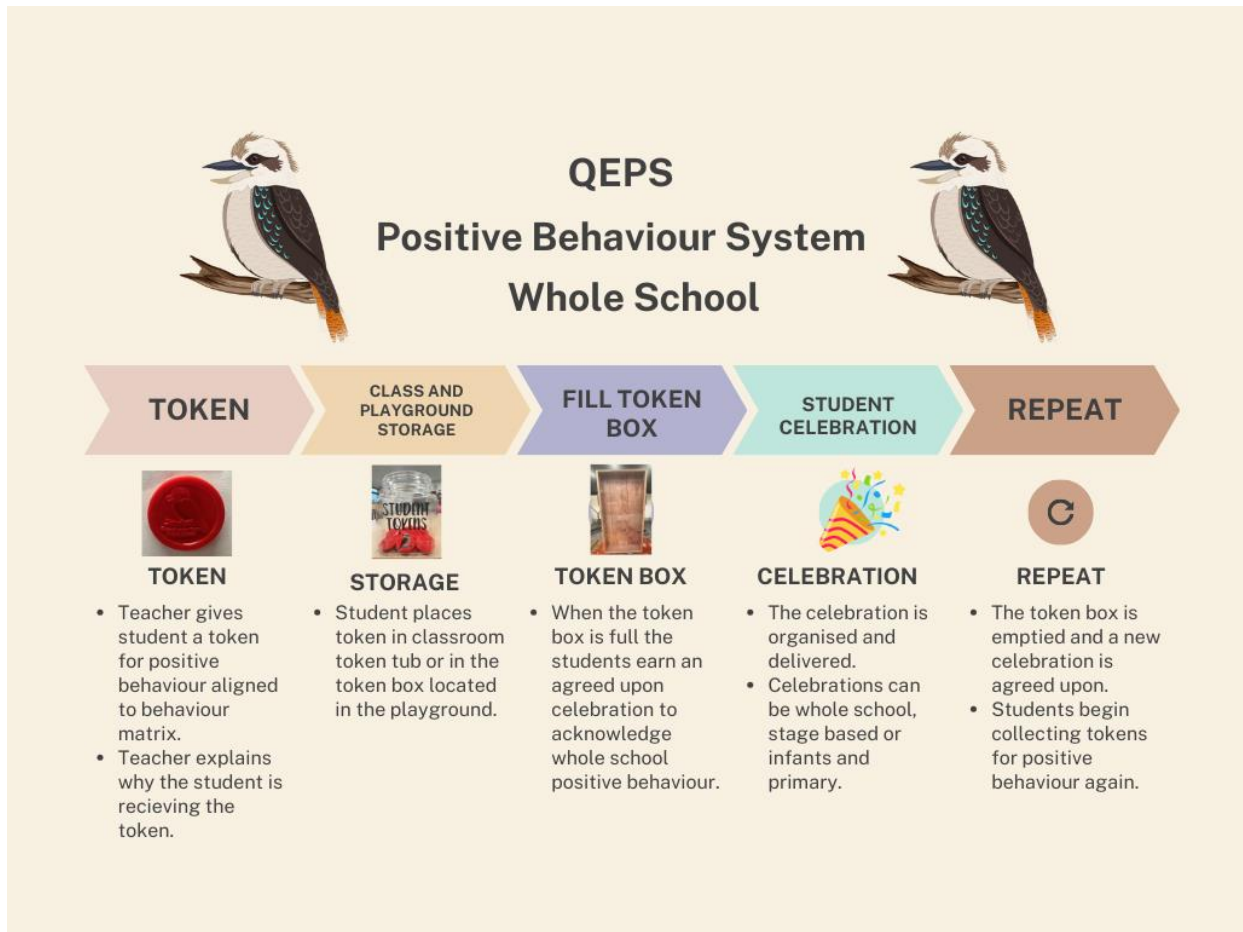 QEPS
Positive Behaviour System
Whole School
TOKEN
CLASS AND
PLAYGROUND
STORAGE
FILL TOKEN
BOX
STUDENT
CELEBRATION
REPEAT
STUDENT
TOKENS
TOKEN
• Teacher gives
student a token
for positive
behaviour aligned
to behaviour
matrix.
• Teacher explains
why the student is
recieving the
token.
STORAGE
• Student places
token in classroom
token tub or in the
token box located
in the playground.
TOKEN BOX
• When the token
box is full the
students earn an
agreed upon
celebration to
acknowledge
whole school
positive behaviour.
CELEBRATION
• The celebration is
organised and
delivered.
• Celebrations can
be whole school,
stage based or
infants and
primary.
REPEAT
• The token box is
emptied and a new
celebration is
agreed upon.
• Students begin
collecting tokens
for positive
behaviour again.